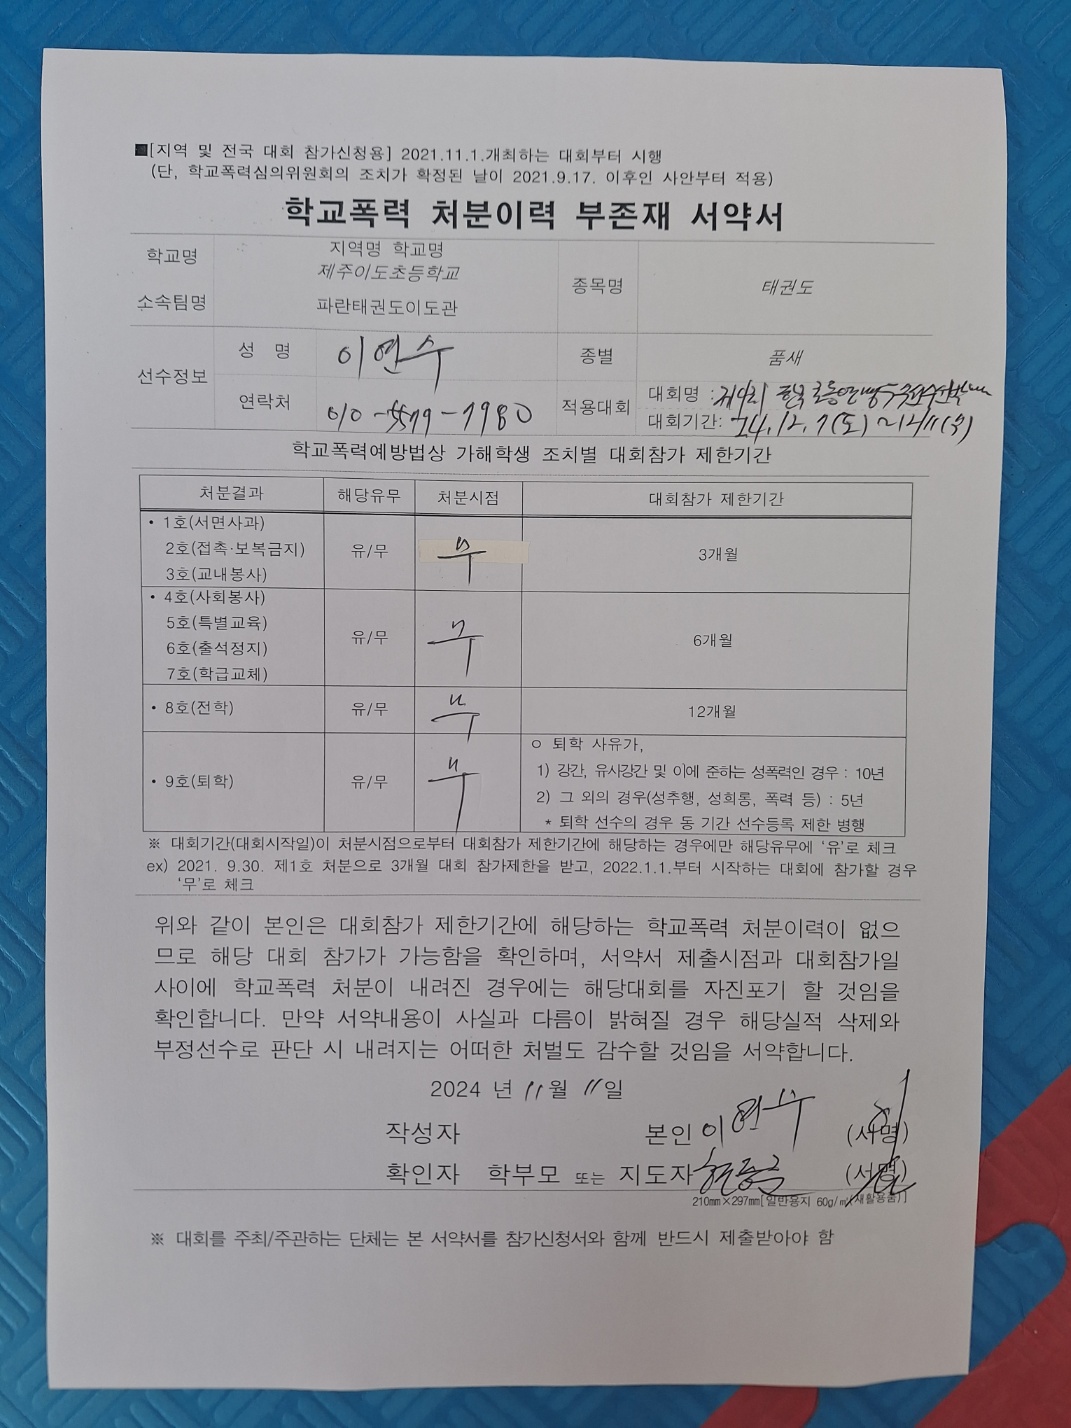 ■[지역 및 전국 대회 참가신청용] 2021.11.1.개최하는 대회부터 시행
(단, 학교폭력심의위원회의 조치가 확정된 날이 2021.9.17. 이후인 사안부터 적용)
학교폭력 처분이력 부존재 서약서
학교명 지역명 학교명
제주이도초등학교
소속팀명 파란태권도이도관
종목명 태권도
선수정보 성 명 이연수 종별 품새
연락처 010-5579-7980 적용대회 대회명 : 한국초등연맹
대회기간: 24. 12. 7(토) ~12/11(수)
학교폭력예방법상 가해학생 조치별 대회참가 제한기간
처분결과 해당유무 처분시점 대회참가 제한기간
• 1호(서면사과)
2호(접촉·보복금지) 유/무 무 3개월
3호(교내봉사)
• 4호(사회봉사)
5호(특별교육)
유/무 무 6개월
6호(출석정지)
7호(학급교체)
• 8호(전학) 유/무 무 12개월
• 9호(퇴학) 유/무 무
ㅇ 퇴학 사유가,
1) 강간, 유사강간 및 이에 준하는 성폭력인 경우 : 10년
2) 그 외의 경우(성추행, 성희롱, 폭력 등) : 5년
* 퇴학 선수의 경우 동 기간 선수등록 제한 병행
※ 대회기간(대회시작일)이 처분시점으로부터 대회참가 제한기간에 해당하는 경우에만 해당유무에 ‘유’로 체크
ex) 2021. 9.30. 제1호 처분으로 3개월 대회 참가제한을 받고, 2022.1.1.부터 시작하는 대회에 참가할 경우
‘무’로 체크
위와 같이 본인은 대회참가 제한기간에 해당하는 학교폭력 처분이력이 없으
므로 해당 대회 참가가 가능함을 확인하며, 서약서 제출시점과 대회참가일
사이에 학교폭력 처분이 내려진 경우에는 해당대회를 자진포기 할 것임을
확인합니다. 만약 서약내용이 사실과 다름이 밝혀질 경우 해당실적 삭제와
부정선수로 판단 시 내려지는 어떠한 처벌도 감수할 것임을 서약합니다.
2024 년 11월 11일
작성자 본인 이연수 (서명)
확인자 학부모 또는 지도자 (서명)
210㎜×297㎜[일반용지 60g/㎡(재활용품)]
※ 대회를 주최/주관하는 단체는 본 서약서를 참가신청서와 함께 반드시 제출받아야 함